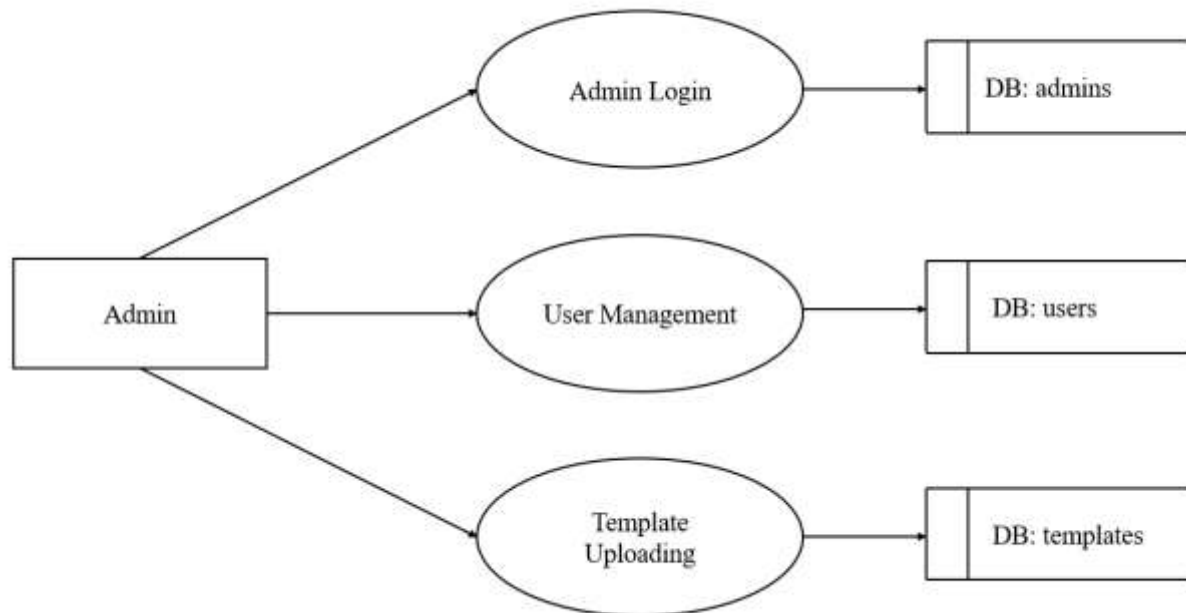 Admin Login
DB: admins
Admin
User Management
DB: users
Template
Uploading
DB: templates